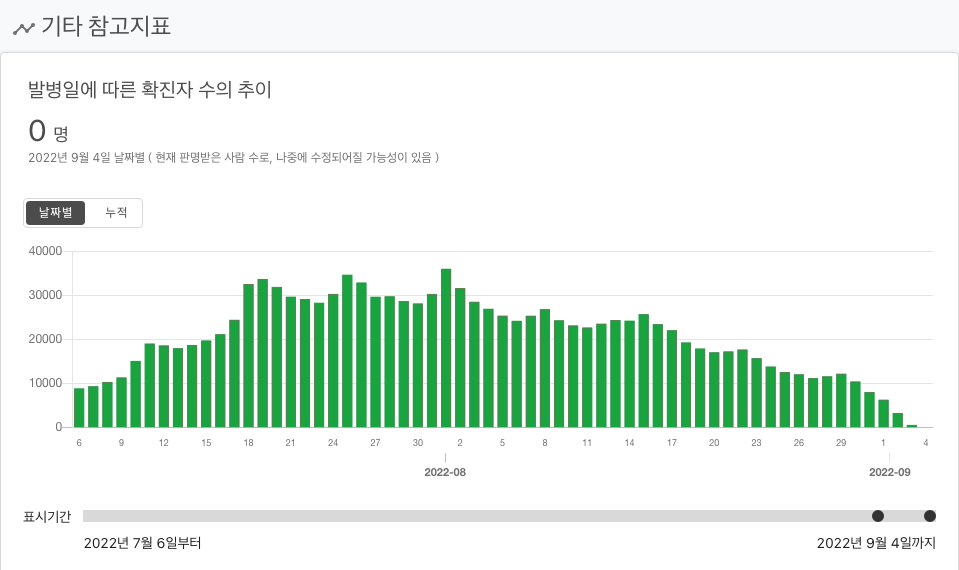 기타 참고지표
발병일에 따른 확진자 수의 추이
0 명
2022년 9월 4일 날짜별 ( 현재 판명받은 사람 수로, 나중에 수정되어질 가능성이 있음 )
날짜별 누적
40000
30000
20000
10000
0
6 9 12 15 18 21 24 27 30 2 5 8 11 14 17 20 23 26 29 1 4
2022-08 2022-09
표시기간
2022년 7월 6일부터 2022년 9월 4일까지